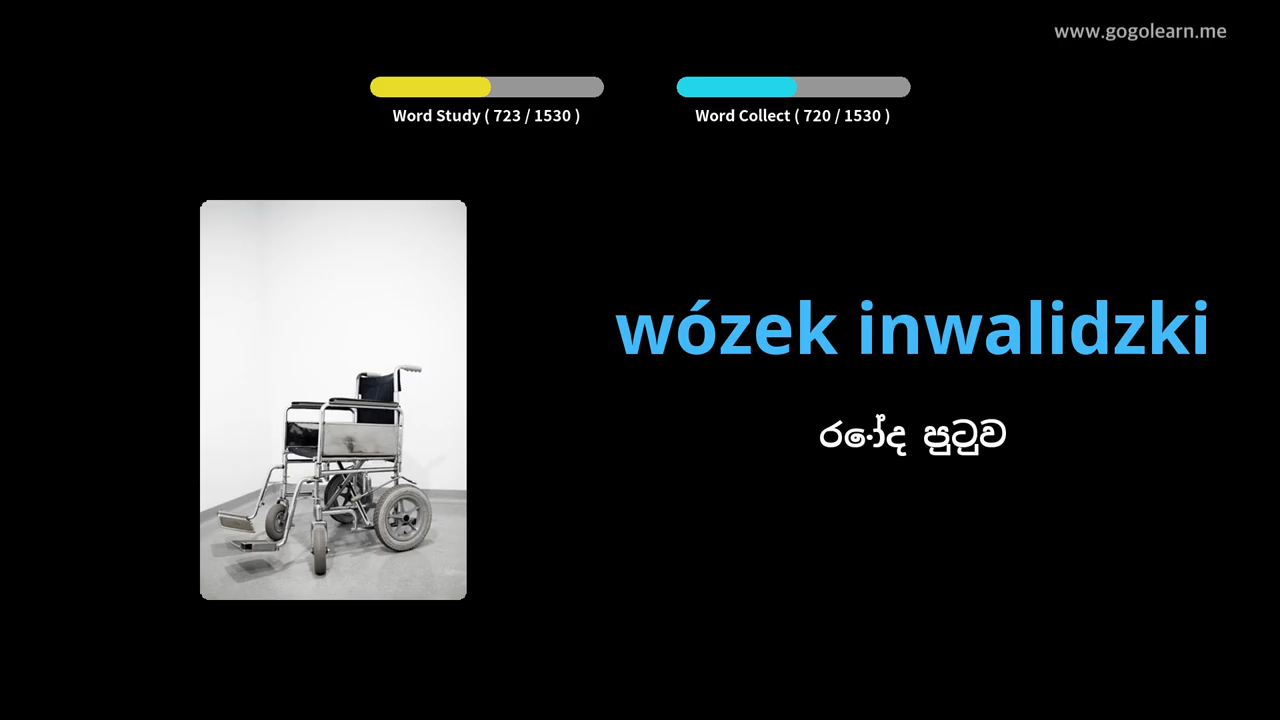 www.gogolearn.me
Word Study ( 723 / 1530 )
Word Collect ( 720 / 1530 )
wózek inwalidzki
රෝද පුටුව